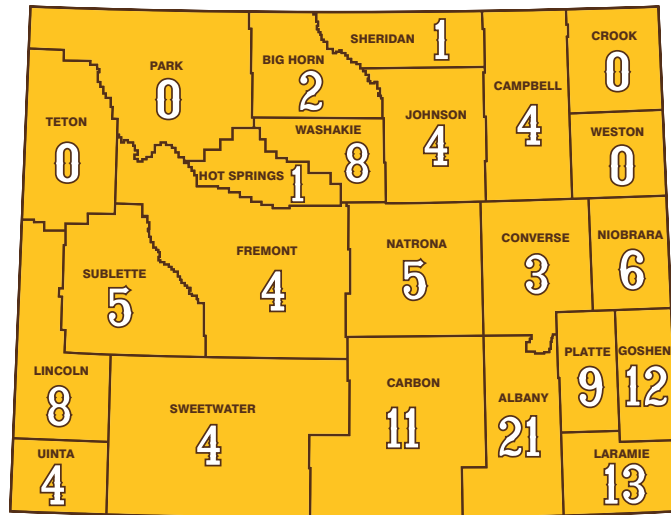 SHERIDAN 1
CROOK
0
PARK
0
BIG HORN
2
CAMPBELL
4
JOHNSON
4
TETON
0
WASHAKIE
8
WESTON
0
HOT SPRINGS 1
FREMONT
4
NATRONA
5
CONVERSE
3
NIOBRARA
6
SUBLETTE
5
LINCOLN
8
SWEETWATER
4
CARBON
11
ALBANY
21
PLATTE
9
GOSHEN
12
UINTA
4
LARAMIE
13